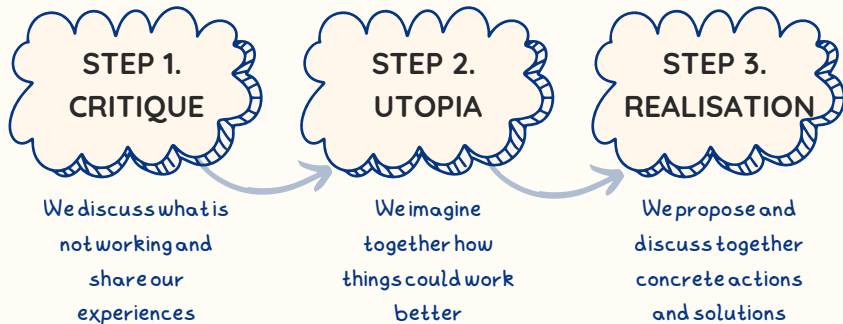 STEP 1.
CRITIQUE
We discuss what is
not working and
share our
experiences
STEP 2.
UTOPIA
We imagine
together how
things could work
better
STEP 3.
REALISATION
We propose and
discuss together
concrete actions
and solutions